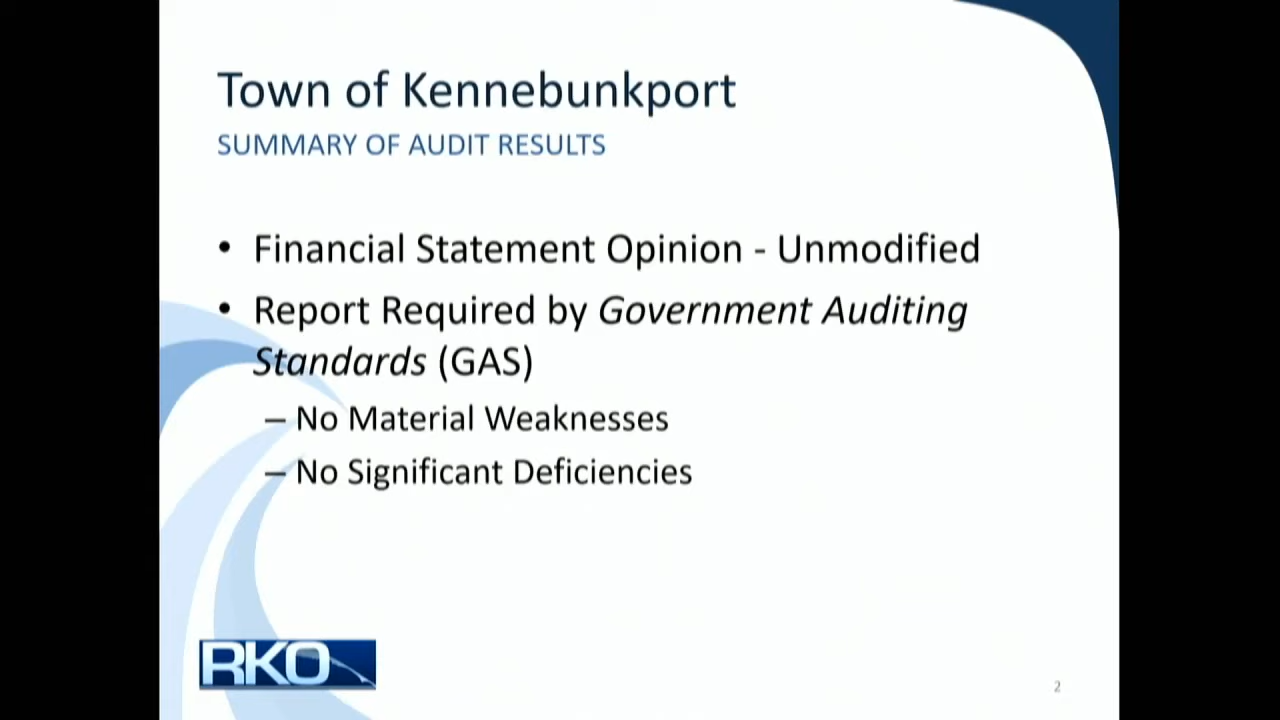 Town of Kennebunkport
SUMMARY OF AUDIT RESULTS
• Financial Statement Opinion - Unmodified
• Report Required by Government Auditing
Standards (GAS)
– No Material Weaknesses
– No Significant Deficiencies
RKO
2